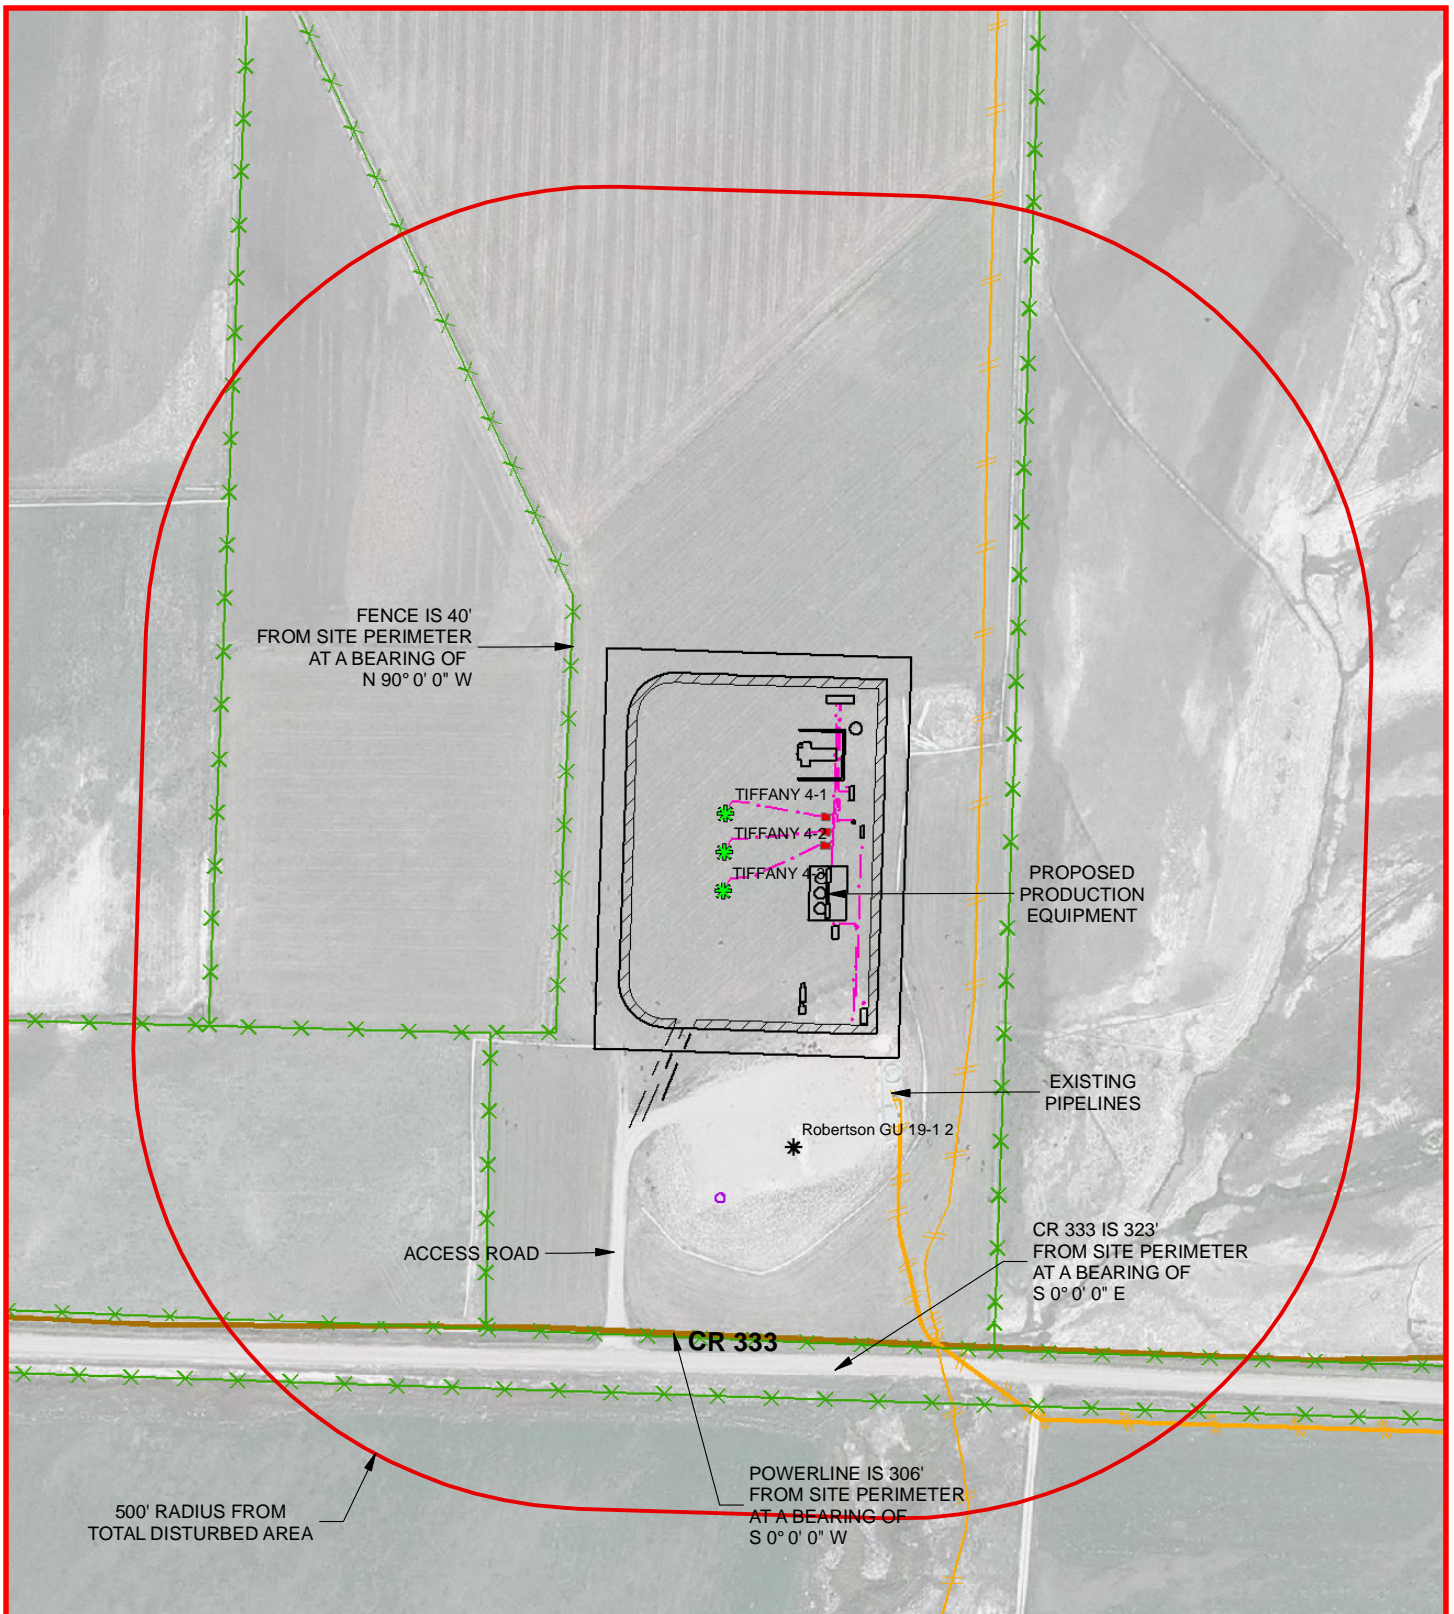 FENCE IS 40'
FROM SITE PERIMETER
AT A BEARING OF
N 90° 0' 0" W
TIFFANY 4-1
TIFFANY 4-2
TIFFANY 4-3
PROPOSED
PRODUCTION
EQUIPMENT
EXISTING
PIPELINES
Robertson GU 19-1 2
ACCESS ROAD
CR 333 IS 323'
FROM SITE PERIMETER
AT A BEARING OF
S 0° 0' 0" E
CR 333
POWERLINE IS 306'
FROM SITE PERIMETER
AT A BEARING OF
S 0° 0' 0" W
500' RADIUS FROM
TOTAL DISTURBED AREA